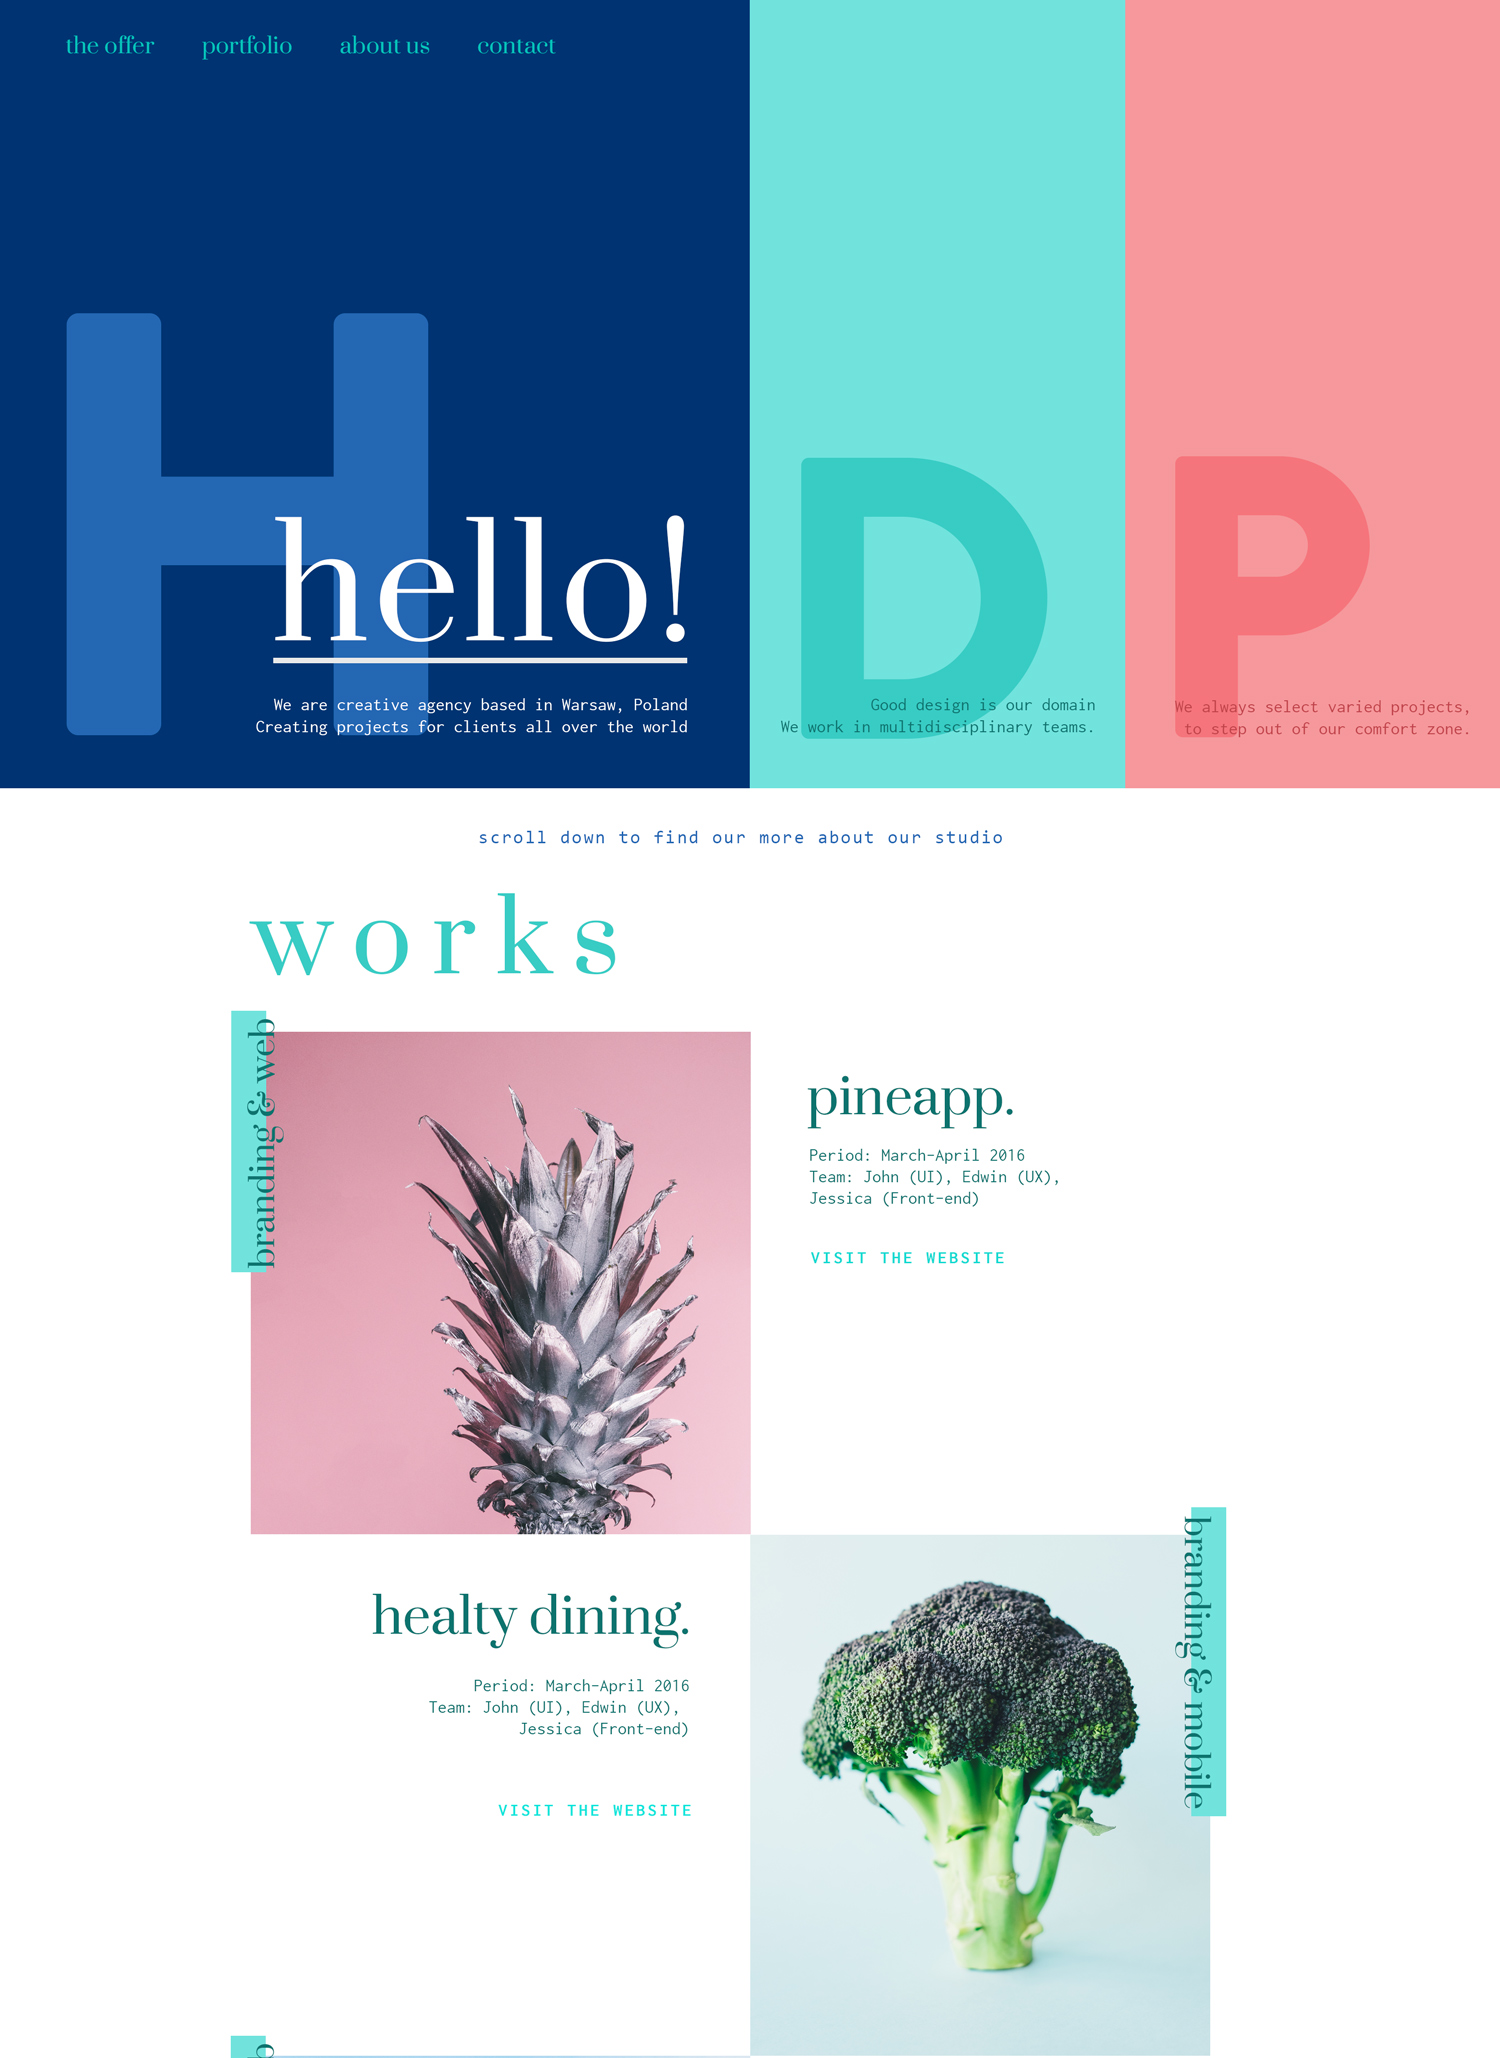 the offer portfolio about us contact
H
hello!
We are creative agency based in Warsaw, Poland
Creating projects for clients all over the world
D
Good design is our domain
We work in multidisciplinary teams.
P
We always select varied projects,
to step out of our comfort zone.
scroll down to find our more about our studio
works
branding & web
pineapp.
Period: March-April 2016
Team: John (UI), Edwin (UX),
Jessica (Front-end)
VISIT THE WEBSITE
healty dining.
Period: March-April 2016
Team: John (UI), Edwin (UX),
Jessica (Front-end)
VISIT THE WEBSITE
branding & mobile